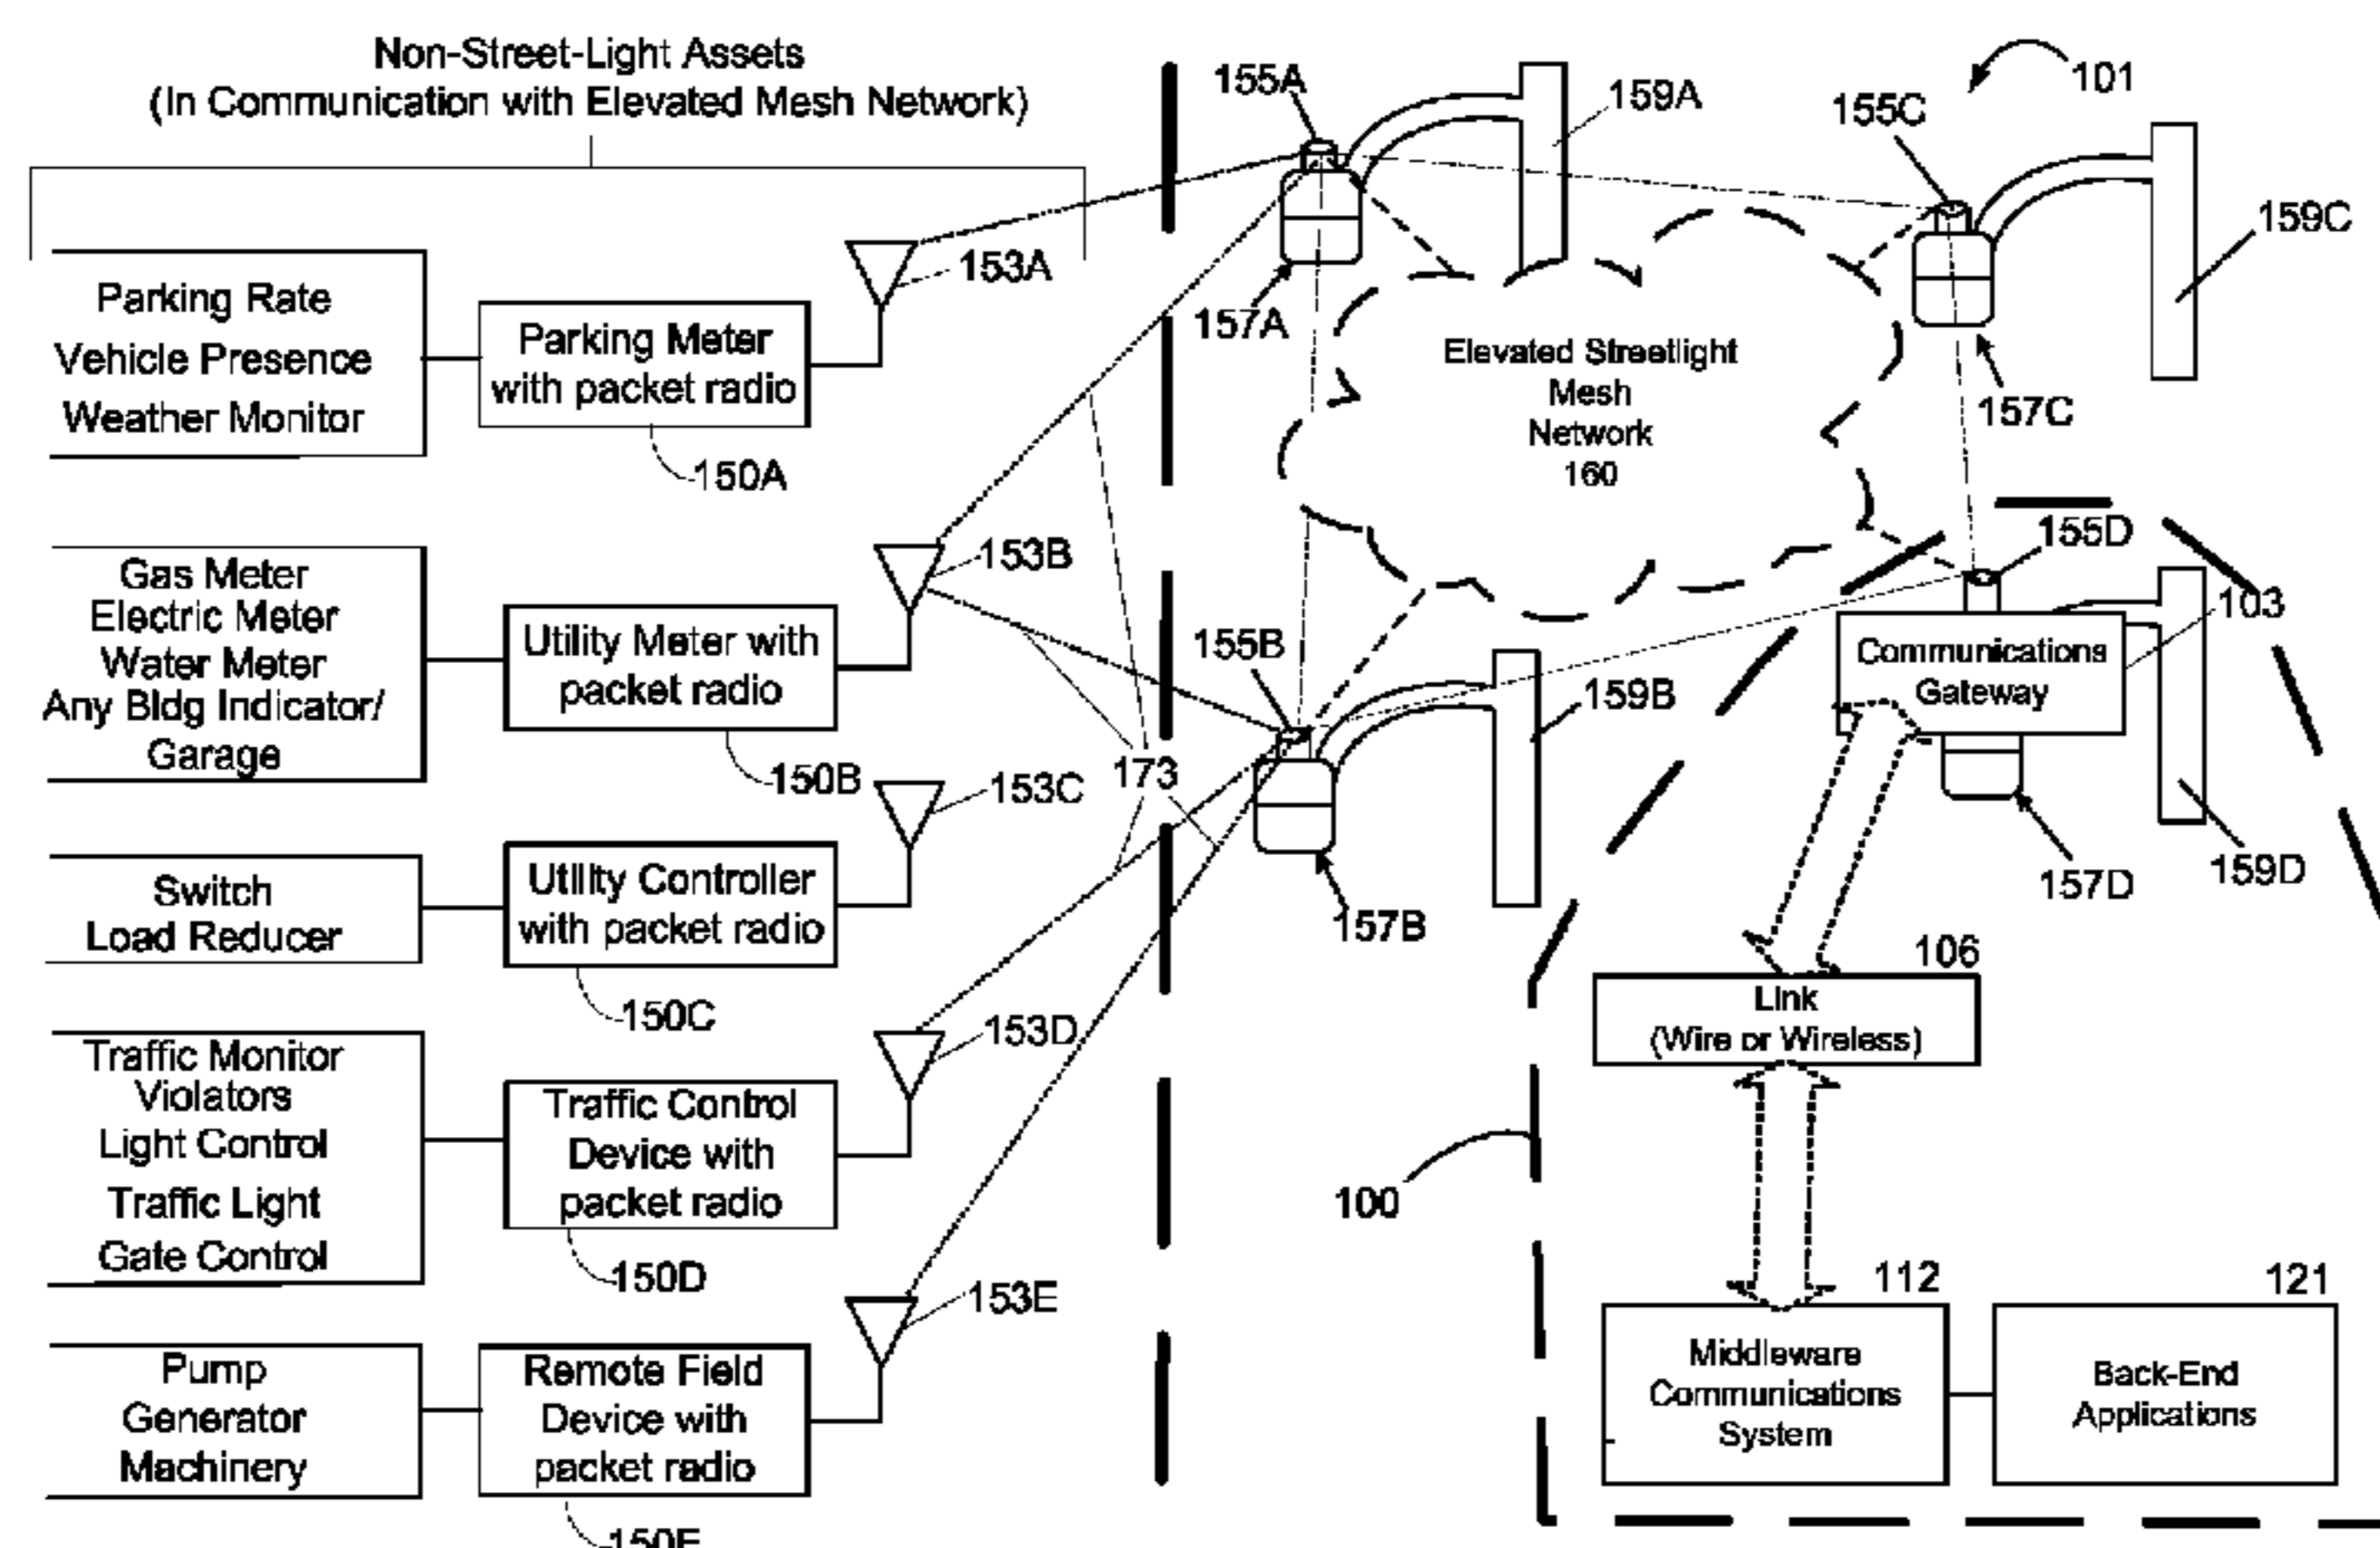 Non-Street-Light Assets
(In Communication with Elevated Mesh Network)
155A
159A
155C
101
159C
153A
Parking Rate
Vehicle Presence
Weather Monitor
Parking Meter
with packet radio
150A
157A
Elevated Streetlight
Mesh
Network
160
157C
Gas Meter
Electric Meter
Water Meter
Any Bldg Indicator/
Garage
Utility Meter with
packet radio
150B
153B
155B
159B
157B
173
155D
103
Communications
Gateway
157D
159D
Switch
Load Reducer
Utility Controller
with packet radio
150C
153C
Traffic Monitor
Violators
Light Control
Traffic Light
Gate Control
Traffic Control
Device with
packet radio
150D
153D
106
Link
(Wire or Wireless)
100
Pump
Generator
Machinery
Remote Field
Device with
packet radio
150E
153E
112
Middleware
Communications
System
121
Back-End
Applications